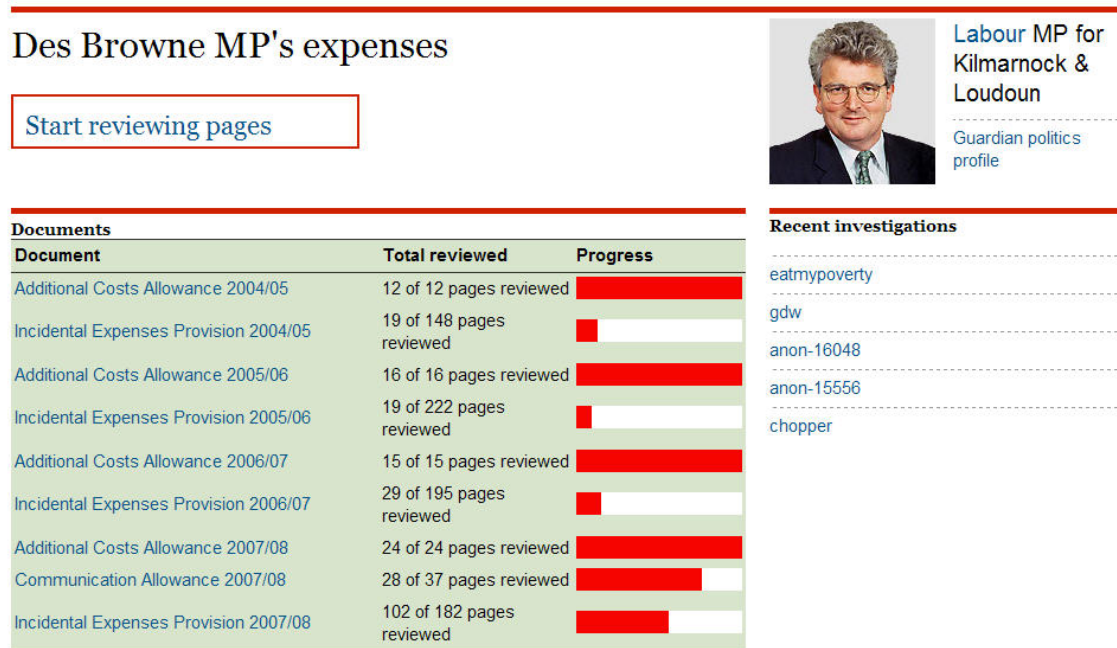 Des Browne MP's expenses
Start reviewing pages
Labour MP for
Kilmarnock &
Loudoun
Guardian politics
profile
Documents
Document Total reviewed Progress
Additional Costs Allowance 2004/05 12 of 12 pages reviewed
Incidental Expenses Provision 2004/05 19 of 148 pages
reviewed
Additional Costs Allowance 2005/06 16 of 16 pages reviewed
Incidental Expenses Provision 2005/06 19 of 222 pages
reviewed
Additional Costs Allowance 2006/07 15 of 15 pages reviewed
Incidental Expenses Provision 2006/07 29 of 195 pages
reviewed
Additional Costs Allowance 2007/08 24 of 24 pages reviewed
Communication Allowance 2007/08 28 of 37 pages reviewed
Incidental Expenses Provision 2007/08 102 of 182 pages
reviewed
Recent investigations
eatmypoverty
gdw
anon-16048
anon-15556
chopper